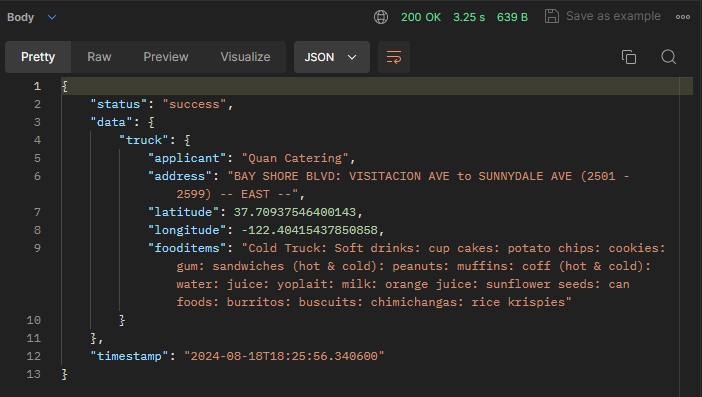 Body 200 OK 3.25 s 639 B Save as example
Pretty Raw Preview Visualize JSON
1 {
2 "status": "success",
3 "data": {
4 "truck": {
5 "applicant": "Quan Catering",
6 "address": "BAY SHORE BLVD: VISITACION AVE to SUNNYDALE AVE (2501 -
2599) -- EAST --",
7 "latitude": 37.70937546400143,
8 "longitude": -122.40415437850858,
9 "fooditems": "Cold Truck: Soft drinks: cup cakes: potato chips: cookies:
gum: sandwiches (hot & cold): peanuts: muffins: coff (hot & cold):
water: juice: yoplait: milk: orange juice: sunflower seeds: can
foods: burritos: buscuits: chimichangas: rice krispies"
10 }
11 },
12 "timestamp": "2024-08-18T18:25:56.340600"
13 }